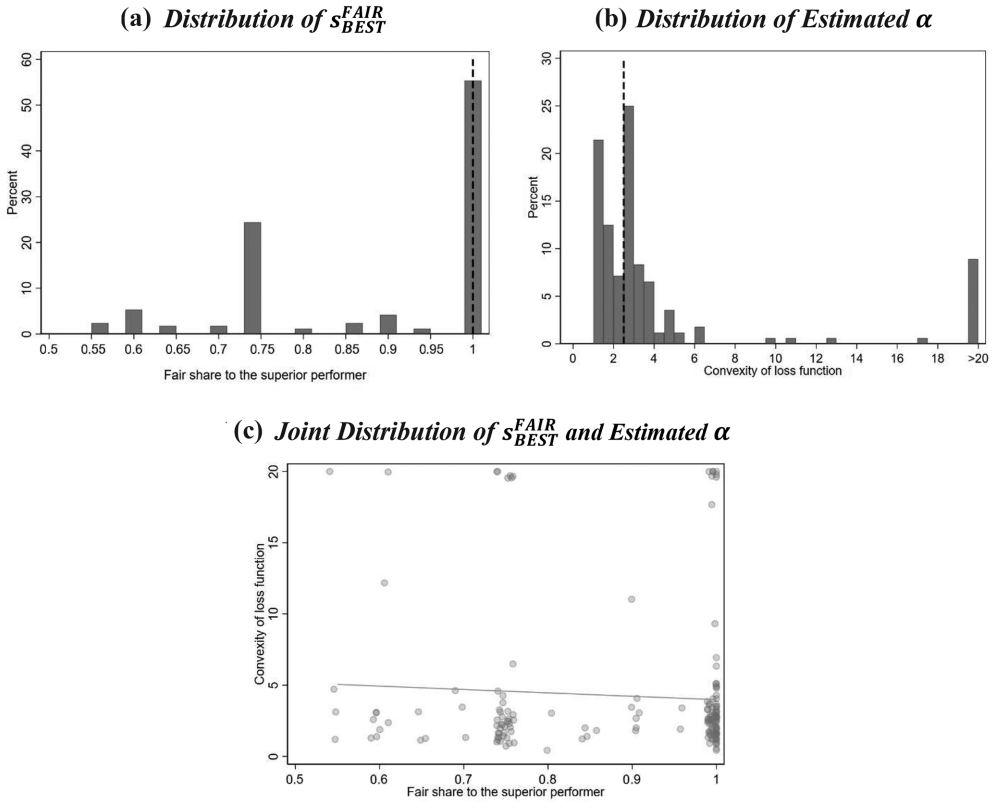 (a) Distribution of s_BEST^FAIR
60
50
40
30
20
10
0
Percent
0.5 0.55 0.6 0.65 0.7 0.75 0.8 0.85 0.9 0.95 1
Fair share to the superior performer
(b) Distribution of Estimated α
30
25
20
15
10
5
0
Percent
0 2 4 6 8 10 12 14 16 18 >20
Convexity of loss function
(c) Joint Distribution of s_BEST^FAIR and Estimated α
20
15
10
5
0
Convexity of loss function
0.5 0.6 0.7 0.8 0.9 1
Fair share to the superior performer